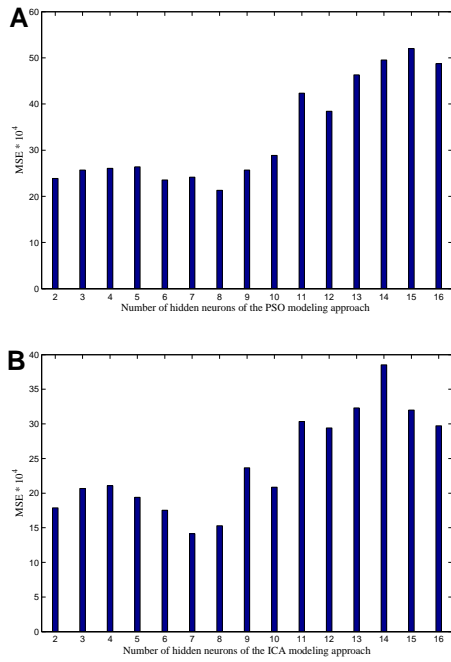 A
60
50
40
30
20
10
0
MSE * 10^4
2 3 4 5 6 7 8 9 10 11 12 13 14 15 16
Number of hidden neurons of the PSO modeling approach
B
40
35
30
25
20
15
10
5
0
MSE * 10^4
2 3 4 5 6 7 8 9 10 11 12 13 14 15 16
Number of hidden neurons of the ICA modeling approach